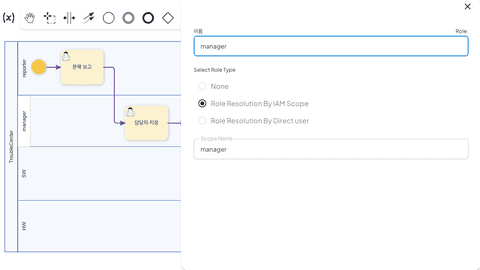 (x)
이름
Role:
manager
Select Role Type
None
Role Resolution By IAM Scope
Role Resolution By Direct user
Scope Name
manager
TroubleCenter
reporter
문제 보고
manager
담당자 지정
SW
HW